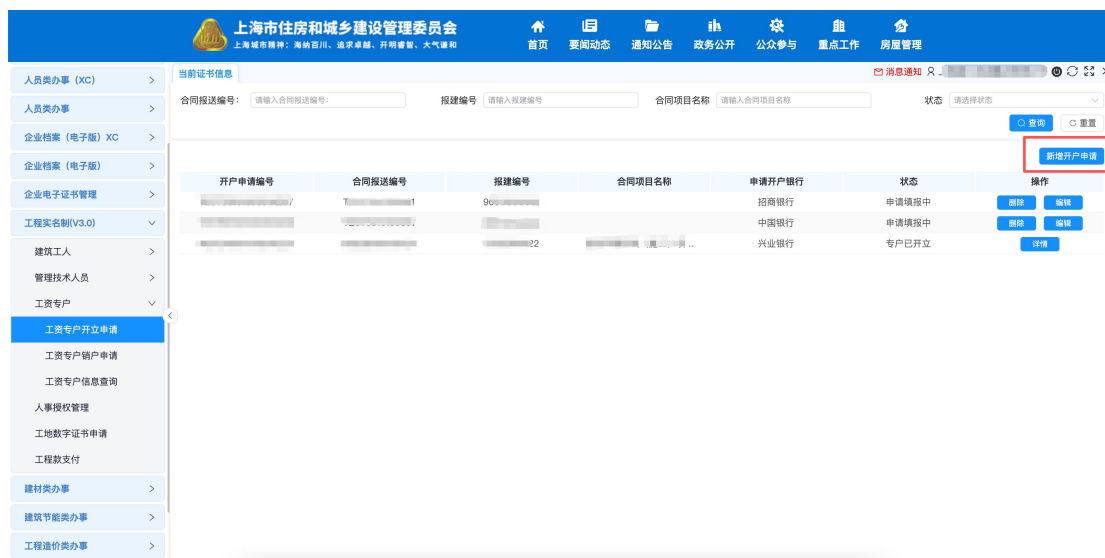 上海市住房和城乡建设管理委员会
上海城市精神：海纳百川、追求卓越、开明睿智、大气谦和
首页 要闻动态 通知公告 政务公开 公众参与 重点工作 房屋管理
人员类办事（XC）
人员类办事
企业档案（电子版）XC
企业档案（电子版）
企业电子证书管理
工程实名制(V3.0)
建筑工人
管理技术人员
工资专户
工资专户开立申请
工资专户销户申请
工资专户信息查询
人事授权管理
工地数字证书申请
工程款支付
建材类办事
建筑节能类办事
工程造价类办事
当前证书信息
消息通知
合同报送编号： 请输入合同报送编号： 报建编号 请输入报建编号 合同项目名称 请输入合同项目名称 状态 请选择状态
查询 重置
新增开户申请
开户申请编号 合同报送编号 报建编号 合同项目名称 申请开户银行 状态 操作
招商银行 申请填报中 删除 编辑
中国银行 申请填报中 删除 编辑
22 兴业银行 专户已开立 详情